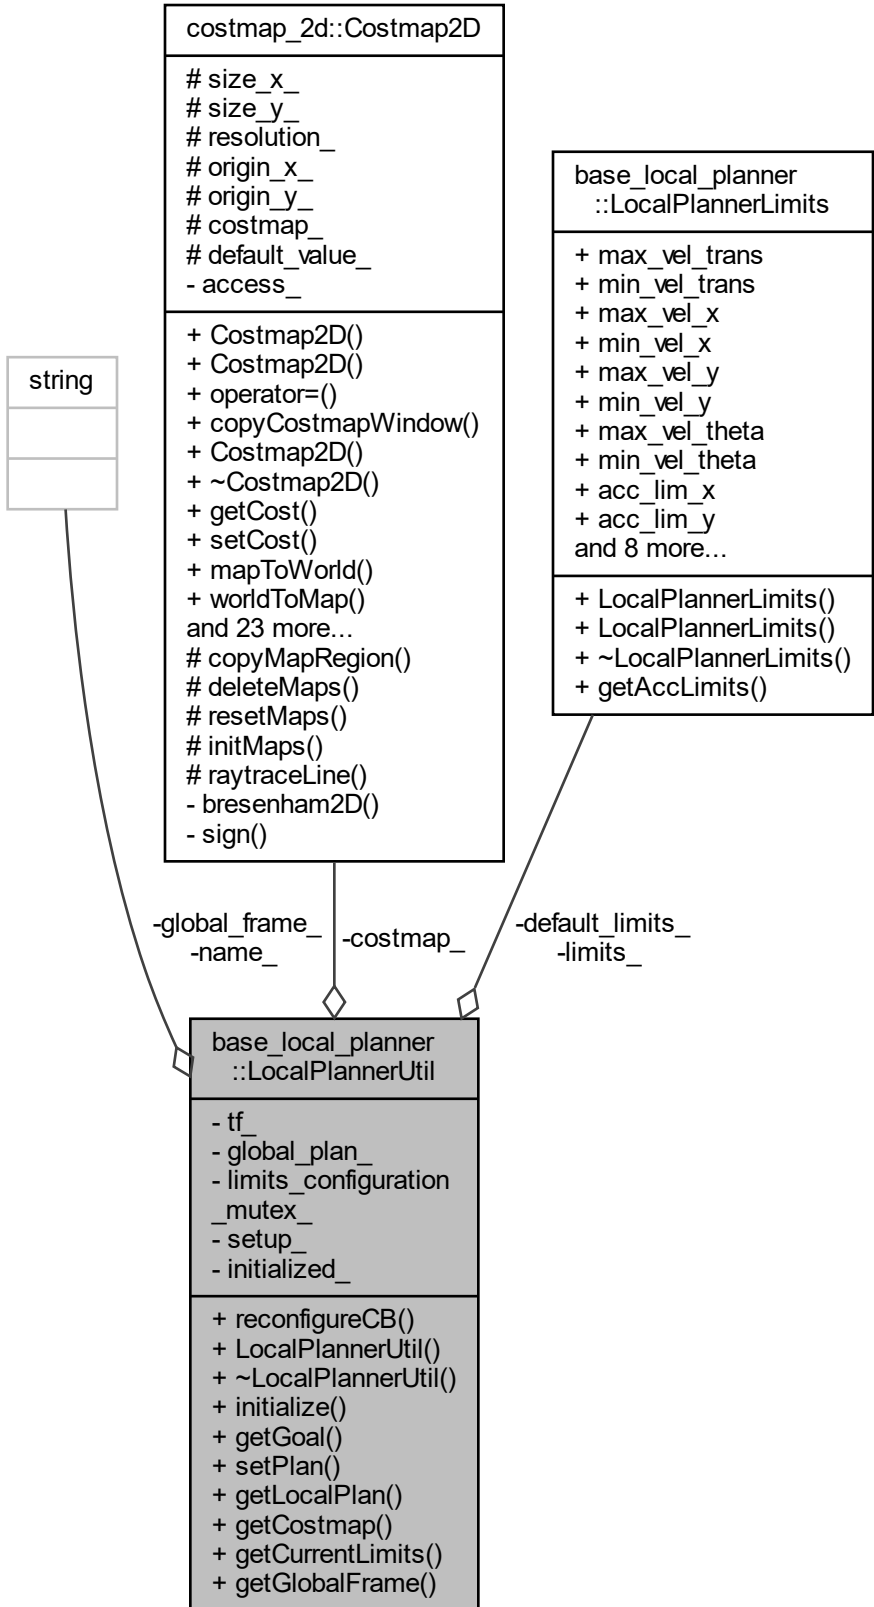 costmap_2d::Costmap2D
# size_x_
# size_y_
# resolution_
# origin_x_
# origin_y_
# costmap_
# default_value_
- access_
+ Costmap2D()
+ Costmap2D()
+ operator=()
+ copyCostmapWindow()
+ Costmap2D()
+ ~Costmap2D()
+ getCost()
+ setCost()
+ mapToWorld()
+ worldToMap()
and 23 more...
# copyMapRegion()
# deleteMaps()
# resetMaps()
# initMaps()
# raytraceLine()
- bresenham2D()
- sign()
base_local_planner
::LocalPlannerLimits
+ max_vel_trans
+ min_vel_trans
+ max_vel_x
+ min_vel_x
+ max_vel_y
+ min_vel_y
+ max_vel_theta
+ min_vel_theta
+ acc_lim_x
+ acc_lim_y
and 8 more...
+ LocalPlannerLimits()
+ LocalPlannerLimits()
+ ~LocalPlannerLimits()
+ getAccLimits()
string
-global_frame_
-name_
-costmap_
-default_limits_
-limits_
base_local_planner
::LocalPlannerUtil
- tf_
- global_plan_
- limits_configuration
_mutex_
- setup_
- initialized_
+ reconfigureCB()
+ LocalPlannerUtil()
+ ~LocalPlannerUtil()
+ initialize()
+ getGoal()
+ setPlan()
+ getLocalPlan()
+ getCostmap()
+ getCurrentLimits()
+ getGlobalFrame()